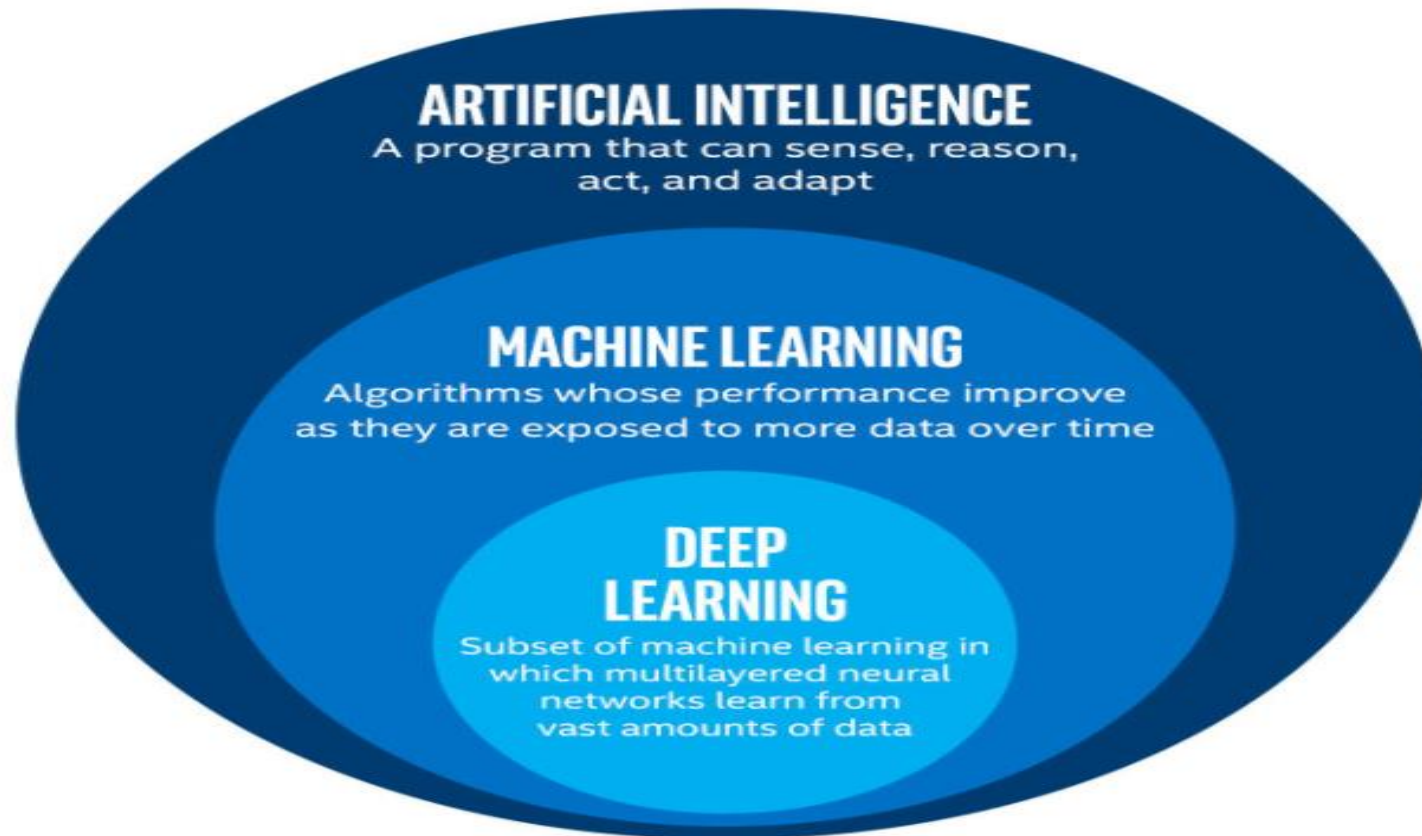 ARTIFICIAL INTELLIGENCE
A program that can sense, reason,
act, and adapt
MACHINE LEARNING
Algorithms whose performance improve
as they are exposed to more data over time
DEEP
LEARNING
Subset of machine learning in
which multilayered neural
networks learn from
vast amounts of data